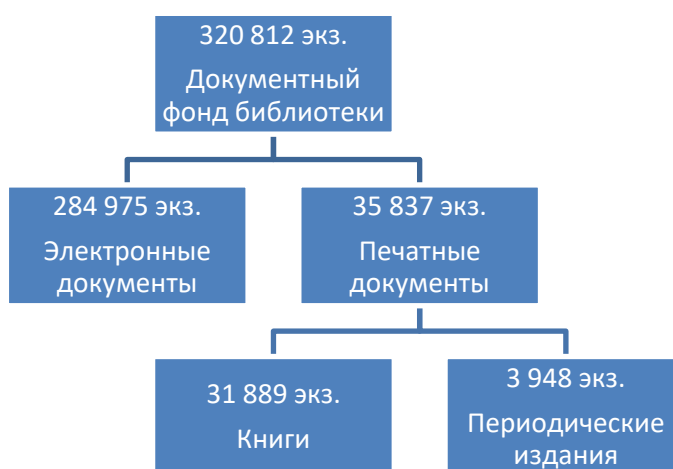 320 812 экз.
Документный
фонд библиотеки
284 975 экз.
Электронные
документы
35 837 экз.
Печатные
документы
31 889 экз.
Книги
3 948 экз.
Периодические
издания